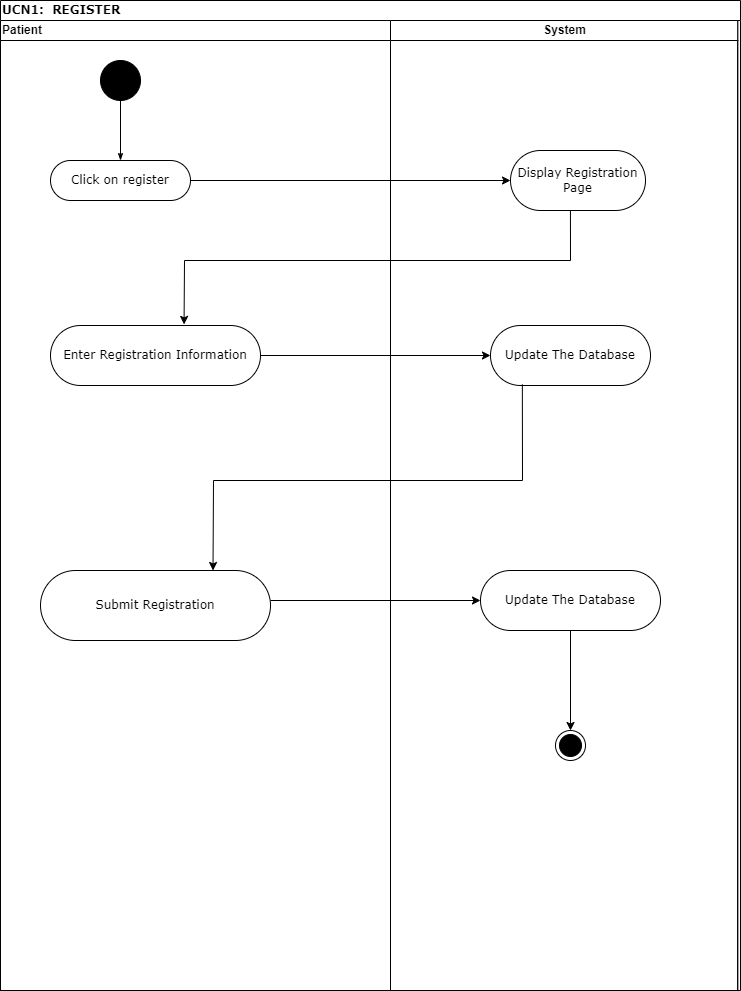 UCN1: REGISTER
Patient
System
Click on register
Display Registration
Page
Enter Registration Information
Update The Database
Submit Registration
Update The Database